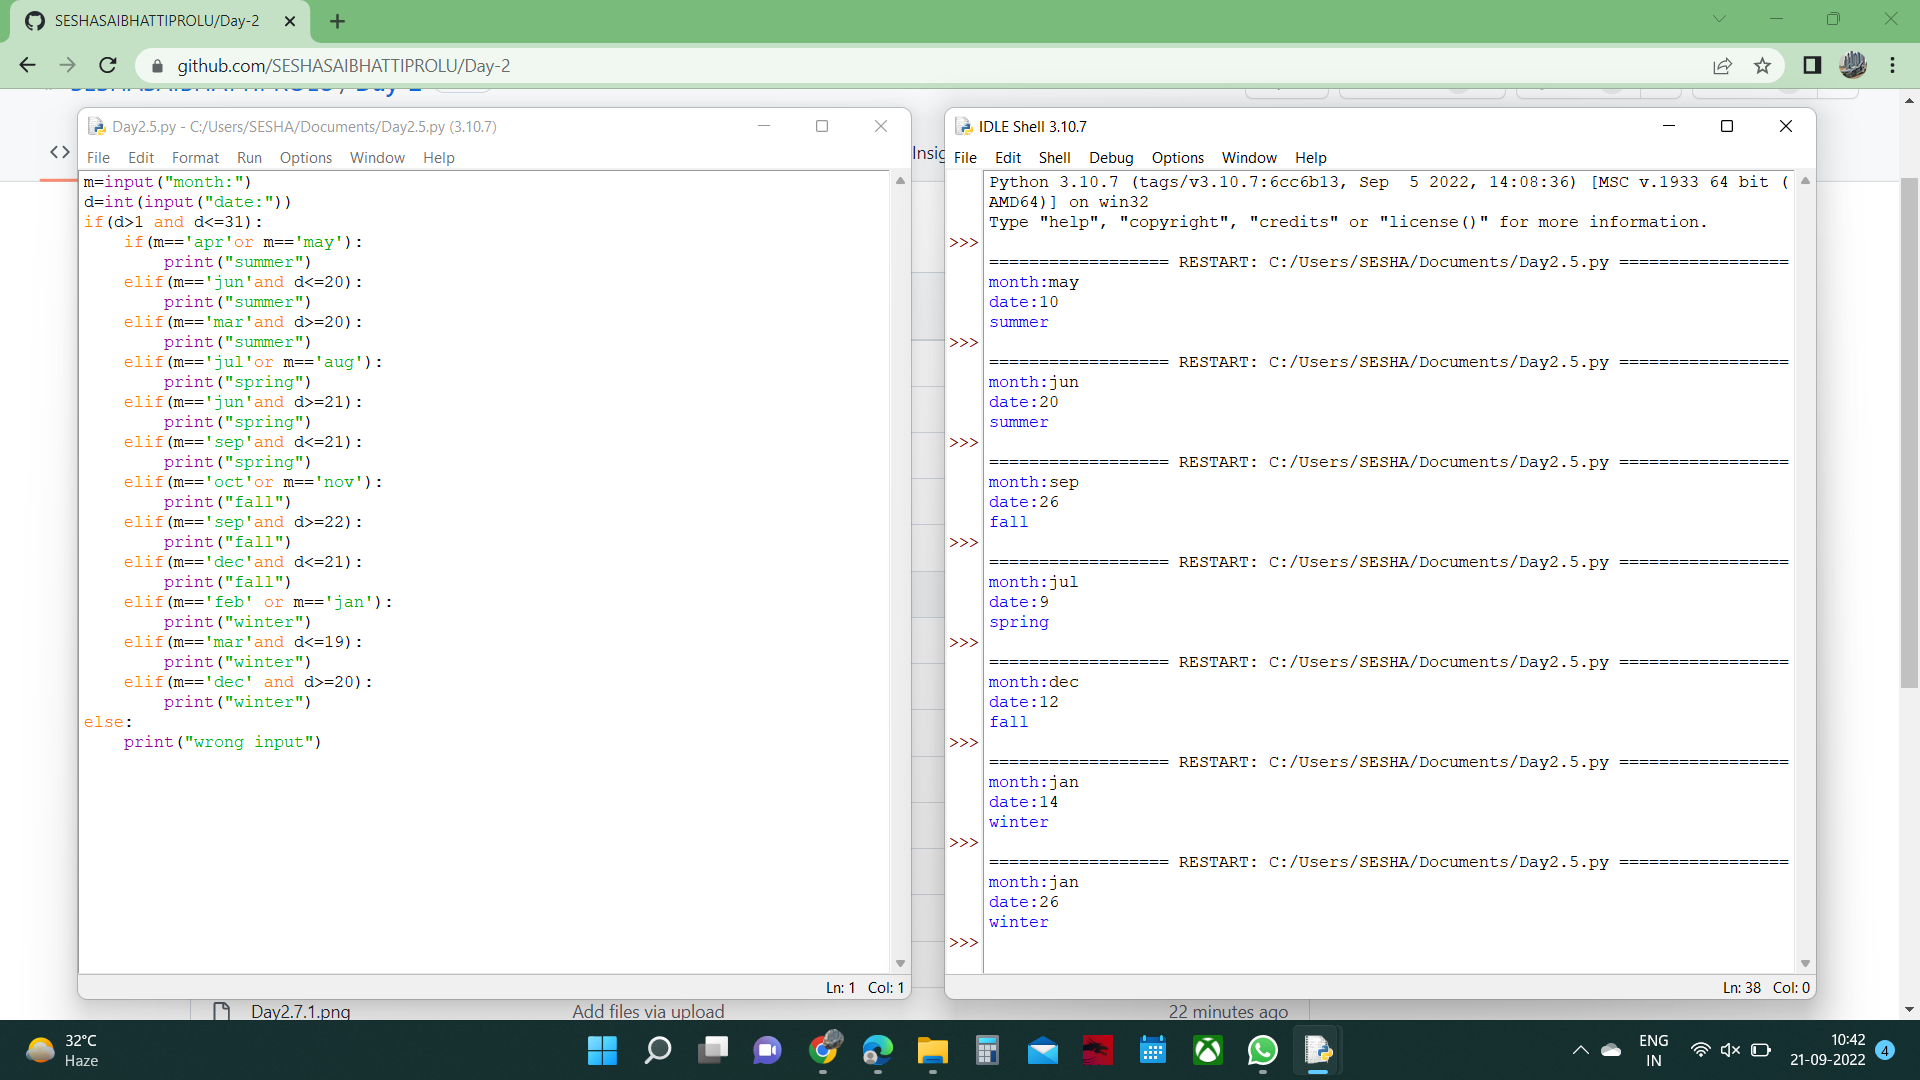 SESHASAIBHATTIPROLU/Day-2
github.com/SESHASAIBHATTIPROLU/Day-2
Day2.5.py - C:/Users/SESHA/Documents/Day2.5.py (3.10.7)
File Edit Format Run Options Window Help
m=input("month:")
d=int(input("date:"))
if(d>1 and d<=31):
    if(m=='apr'or m=='may'):
        print("summer")
    elif(m=='jun'and d<=20):
        print("summer")
    elif(m=='mar'and d>=20):
        print("summer")
    elif(m=='jul'or m=='aug'):
        print("spring")
    elif(m=='jun'and d>=21):
        print("spring")
    elif(m=='sep'and d<=21):
        print("spring")
    elif(m=='oct'or m=='nov'):
        print("fall")
    elif(m=='sep'and d>=22):
        print("fall")
    elif(m=='dec'and d<=21):
        print("fall")
    elif(m=='feb' or m=='jan'):
        print("winter")
    elif(m=='mar'and d<=19):
        print("winter")
    elif(m=='dec' and d>=20):
        print("winter")
else:
    print("wrong input")
Ln: 1 Col: 1
Insig
IDLE Shell 3.10.7
File Edit Shell Debug Options Window Help
Python 3.10.7 (tags/v3.10.7:6cc6b13, Sep  5 2022, 14:08:36) [MSC v.1933 64 bit (
AMD64)] on win32
Type "help", "copyright", "credits" or "license()" for more information.
>>>
================== RESTART: C:/Users/SESHA/Documents/Day2.5.py =================
month:may
date:10
summer
>>>
================== RESTART: C:/Users/SESHA/Documents/Day2.5.py =================
month:jun
date:20
summer
>>>
================== RESTART: C:/Users/SESHA/Documents/Day2.5.py =================
month:sep
date:26
fall
>>>
================== RESTART: C:/Users/SESHA/Documents/Day2.5.py =================
month:jul
date:9
spring
>>>
================== RESTART: C:/Users/SESHA/Documents/Day2.5.py =================
month:dec
date:12
fall
>>>
================== RESTART: C:/Users/SESHA/Documents/Day2.5.py =================
month:jan
date:14
winter
>>>
================== RESTART: C:/Users/SESHA/Documents/Day2.5.py =================
month:jan
date:26
winter
>>>
Ln: 38 Col: 0
Day2.7.1.png Add files via upload 22 minutes ago
32°C
Haze
ENG
IN
10:42
21-09-2022
4